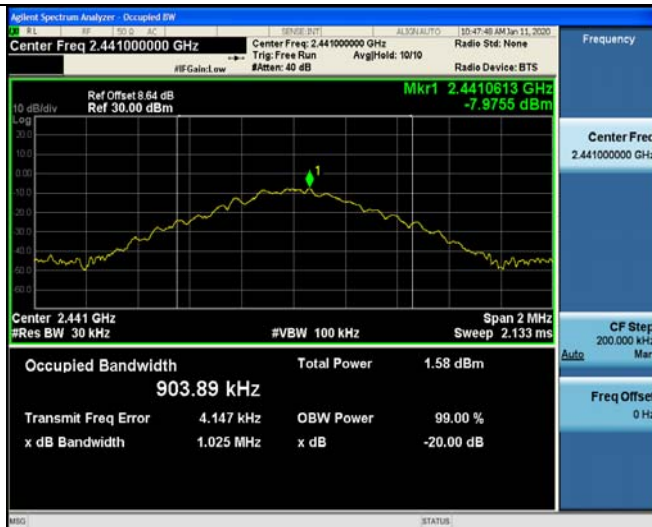 Agilent Spectrum Analyzer - Occupied BW
RL RF 50 Ω AC SENSE:INT ALIGN AUTO 10:47:48 AM Jan 11, 2020
Center Freq 2.441000000 GHz
Center Freq: 2.441000000 GHz Radio Std: None
Trig: Free Run Avg|Hold: 10/10
#IFGain:Low #Atten: 40 dB Radio Device: BTS
Ref Offset 8.64 dB
10 dB/div Ref 30.00 dBm
Mkr1 2.4410613 GHz
-7.9755 dBm
Log
20.0
10.0
0.00
-10.0
-20.0
-30.0
-40.0
-50.0
-60.0
1
Center 2.441 GHz Span 2 MHz
#Res BW 30 kHz #VBW 100 kHz Sweep 2.133 ms
Occupied Bandwidth Total Power 1.58 dBm
903.89 kHz
Transmit Freq Error 4.147 kHz OBW Power 99.00 %
x dB Bandwidth 1.025 MHz x dB -20.00 dB
MSG STATUS
Frequency
Center Freq
2.441000000 GHz
CF Step
200.000 kHz
Auto Man
Freq Offset
0 Hz